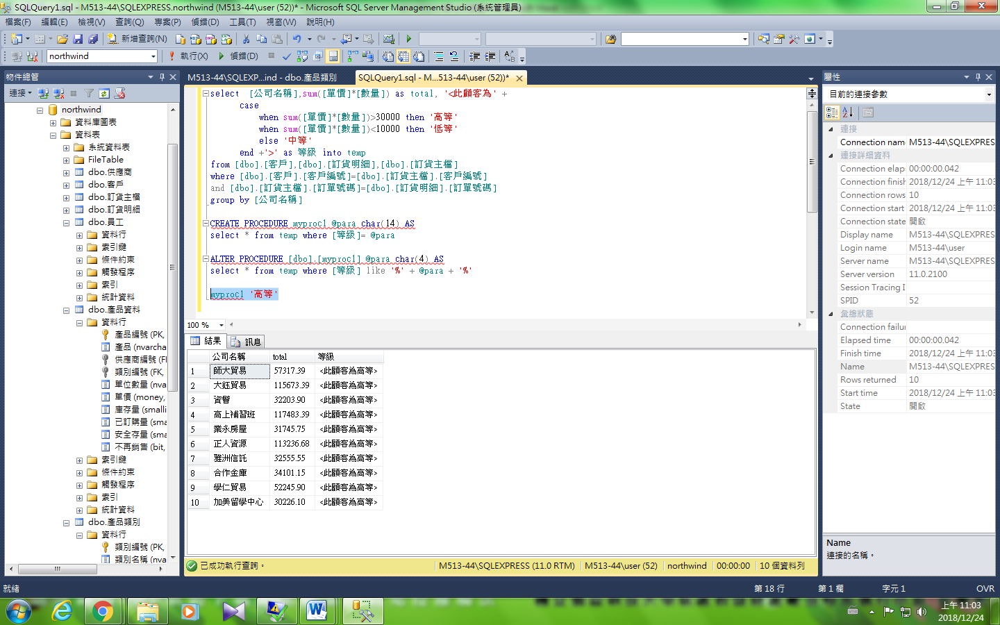 SQLQuery1.sql - M513-44\SQLEXPRESS.northwind (M513-44\user (52))* - Microsoft SQL Server Management Studio (系統管理員)
檔案(F) 編輯(E) 檢視(V) 查詢(Q) 專案(P) 偵錯(D) 工具(T) 視窗(W) 說明(H)
新增查詢(N)
northwind
執行(X) 偵錯(D)
物件總管
連接
northwind
資料庫圖表
資料表
系統資料表
FileTable
dbo.供應商
dbo.客戶
dbo.訂貨主檔
dbo.訂貨明細
dbo.員工
資料行
索引鍵
條件約束
觸發程序
索引
統計資料
dbo.產品資料
資料行
產品編號 (PK,
產品 (nvarcha
供應商編號 (FI
類別編號 (FK,
單位數量 (nva
單價 (money,
庫存量 (smalli
已訂購量 (sma
安全存量 (sma
不再銷售 (bit,
索引鍵
條件約束
觸發程序
索引
統計資料
dbo.產品類別
資料行
類別編號 (PK,
類別名稱 (nva
M513-44\SQLEXP...ind - dbo.產品類別
SQLQuery1.sql - M...513-44\user (52))*
select [公司名稱],sum([單價]*[數量]) as total, '<此顧客為' +
case
when sum([單價]*[數量])>30000 then '高等'
when sum([單價]*[數量])<10000 then '低等'
else '中等'
end +'>' as 等級 into temp
from [dbo].[客戶],[dbo].[訂貨明細],[dbo].[訂貨主檔]
where [dbo].[客戶].[客戶編號]=[dbo].[訂貨主檔].[客戶編號]
and [dbo].[訂貨主檔].[訂單號碼]=[dbo].[訂貨明細].[訂單號碼]
group by [公司名稱]
CREATE PROCEDURE myproc1 @para char(14) AS
select * from temp where [等級]= @para
ALTER PROCEDURE [dbo].[myproc1] @para char(4) AS
select * from temp where [等級] like '%' + @para + '%'
myproc1 '高等'
100 %
結果 訊息
公司名稱 total 等級
1 師大貿易 57317.39 <此顧客為高等>
2 大鈺貿易 115673.39 <此顧客為高等>
3 資響 32203.90 <此顧客為高等>
4 高上補習班 117483.39 <此顧客為高等>
5 業永房屋 31745.75 <此顧客為高等>
6 正人資源 113236.68 <此顧客為高等>
7 雅洲信託 32555.55 <此顧客為高等>
8 合作金庫 34101.15 <此顧客為高等>
9 學仁貿易 52245.90 <此顧客為高等>
10 加美留學中心 30226.10 <此顧客為高等>
已成功執行查詢。 M513-44\SQLEXPRESS (11.0 RTM) M513-44\user (52) northwind 00:00:00 10 個資料列
屬性
目前的連接參數
連接
Connection nam M513-44\SQLEXPRESS
連接詳細資料
Connection elap 00:00:00.042
Connection finish 2018/12/24 上午 11:03
Connection rows 10
Connection start 2018/12/24 上午 11:03
Connection state 開啟
Display name M513-44\SQLEXPRESS
Login name M513-44\user
Server name M513-44\SQLEXPRESS
Server version 11.0.2100
Session Tracing I
SPID 52
彙總狀態
Connection failur
Elapsed time 00:00:00.042
Finish time 2018/12/24 上午 11:03
Name M513-44\SQLEXPRESS
Rows returned 10
Start time 2018/12/24 上午 11:03
State 開啟
Name
連接的名稱。
就緒 第 18 行 第 1 欄 字元 1 OVR
上午 11:03
2018/12/24